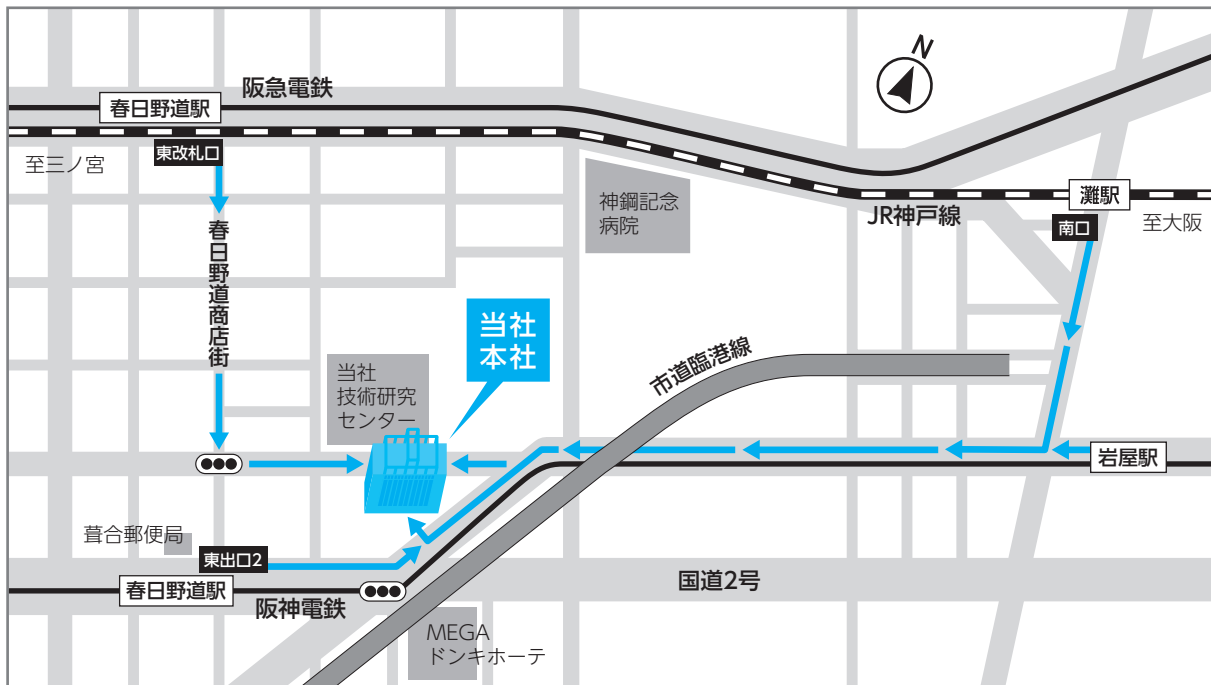 N
阪急電鉄
春日野道駅
東改札口
至三ノ宮
神鋼記念
病院
灘駅
JR神戸線
南口
至大阪
春日野道商店街
当社
本社
市道臨港線
当社
技術研究
センター
岩屋駅
葺合郵便局
東出口2
春日野道駅
阪神電鉄
国道2号
MEGA
ドンキホーテ